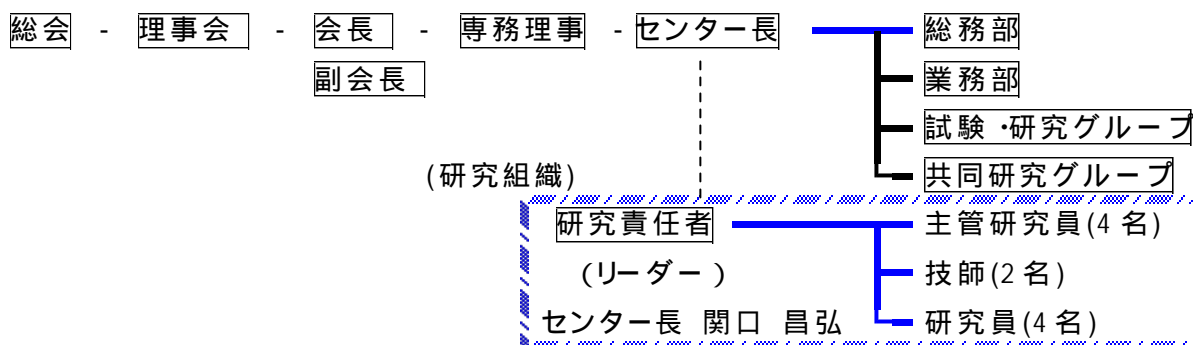 総会 - 理事会 - 会長 - 専務理事 - センター長 総務部
副会長 業務部
試験・研究グループ
(研究組織) 共同研究グループ
研究責任者 主管研究員(4名)
(リーダー) 技師(2名)
センター長 関口 昌弘 研究員(4名)